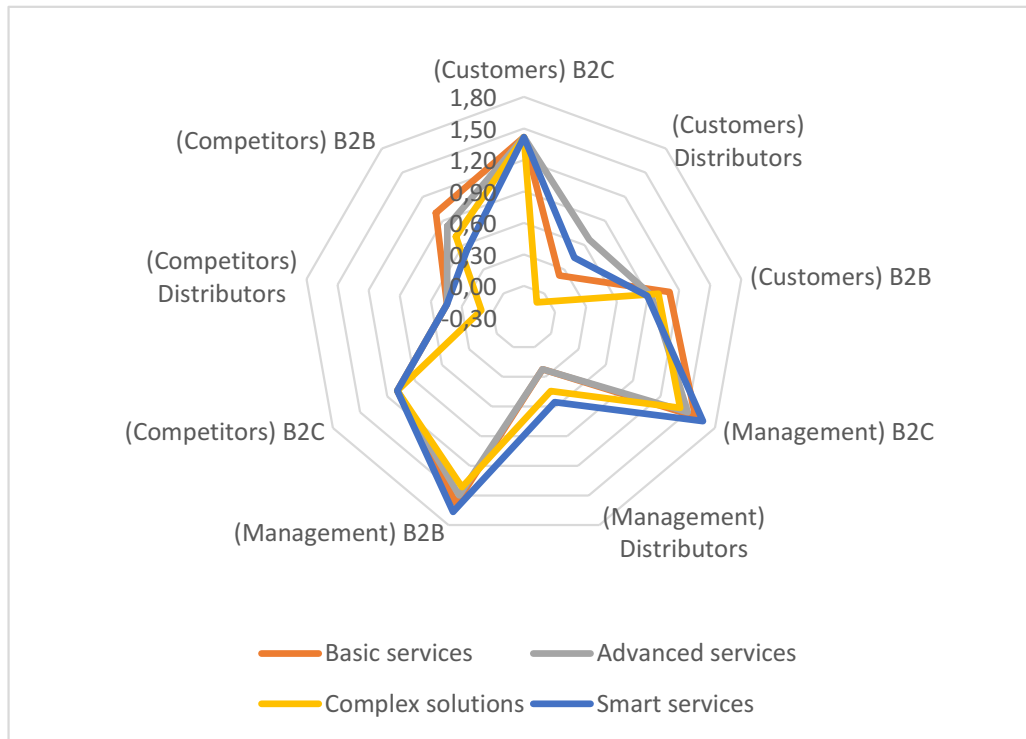 (Customers) B2C
1,80
1,50
1,20
0,90
0,60
0,30
0,00
-0,30
(Customers)
Distributors
(Customers) B2B
(Management) B2C
(Management)
Distributors
(Management) B2B
(Competitors) B2C
(Competitors)
Distributors
(Competitors) B2B
Basic services
Advanced services
Complex solutions
Smart services